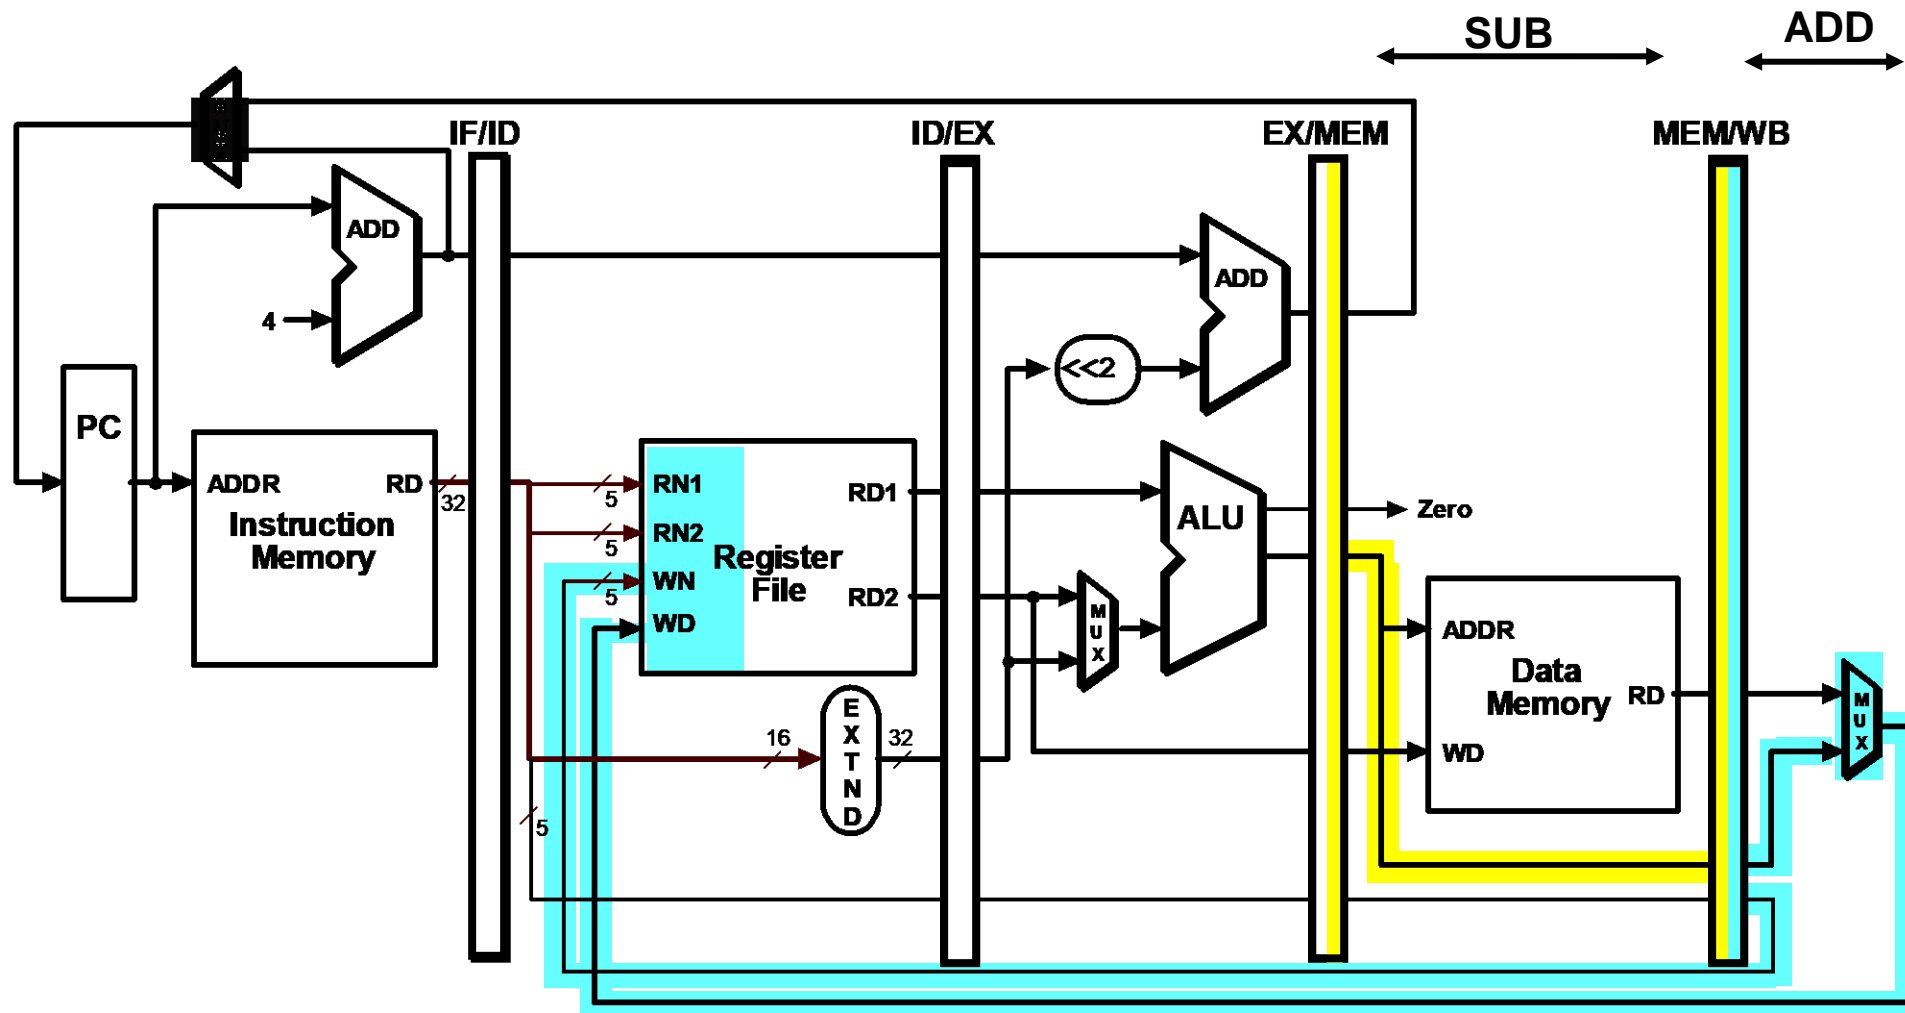 SUB
ADD
IF/ID
ID/EX
EX/MEM
MEM/WB
ADD
4
ADD
<<2
PC
ADDR
RD
32
Instruction
Memory
5
RN1
5
RN2
5
WN
WD
Register
File
RD1
RD2
16
E
X
T
N
D
32
5
M
U
X
ALU
Zero
ADDR
Data
Memory
RD
WD
M
U
X